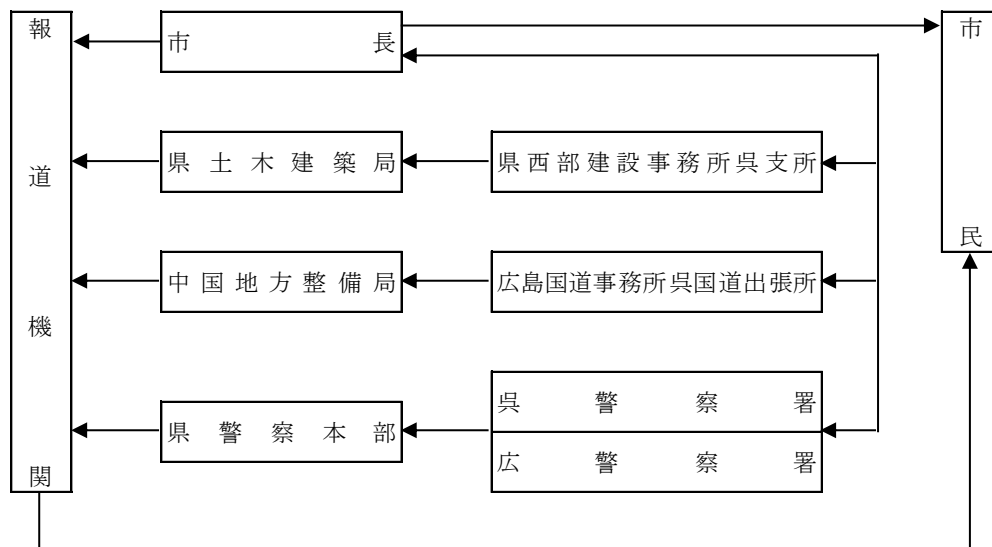 報道機関
市長
市民
県土木建築局
県西部建設事務所呉支所
中国地方整備局
広島国道事務所呉国道出張所
県警察本部
呉警察署
広警察署